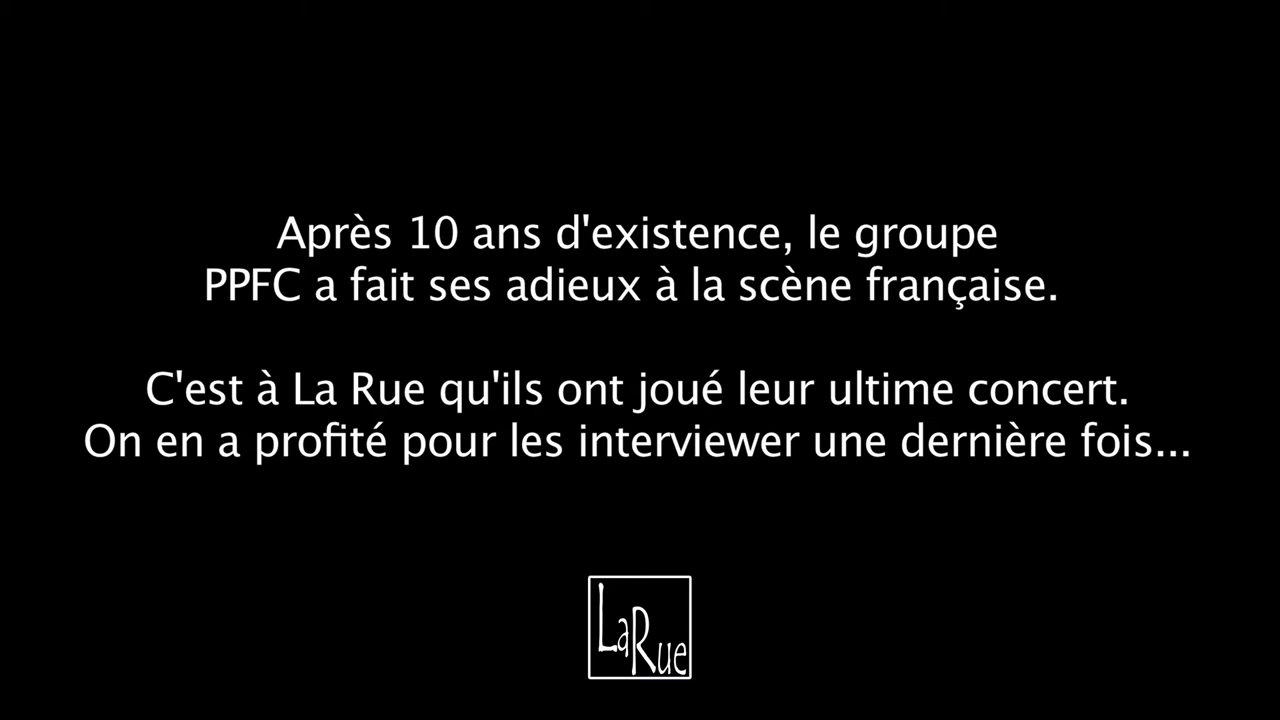 Après 10 ans d'existence, le groupe
PPFC a fait ses adieux à la scène française.
C'est à La Rue qu'ils ont joué leur ultime concert.
On en a profité pour les interviewer une dernière fois...
LaRue